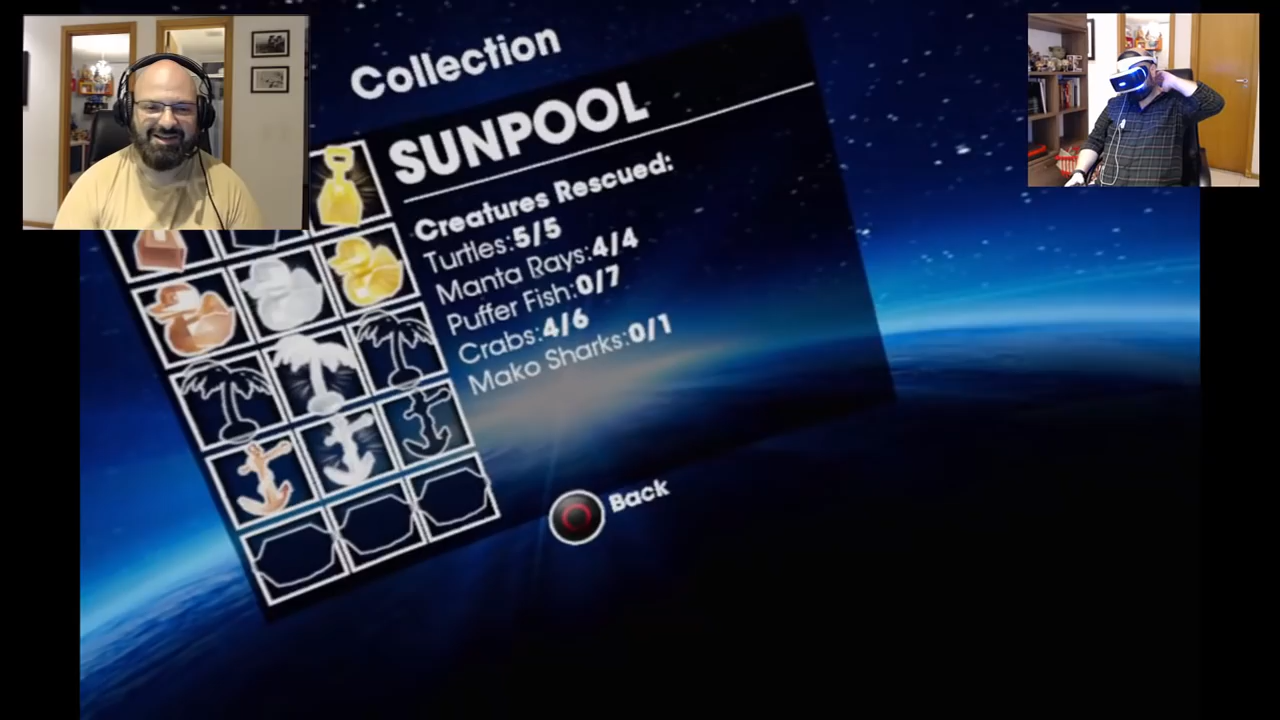 Collection
SUNPOOL
Creatures Rescued:
Turtles:5/5
Manta Rays:4/4
Puffer Fish:0/7
Crabs:4/6
Mako Sharks:0/1
Back